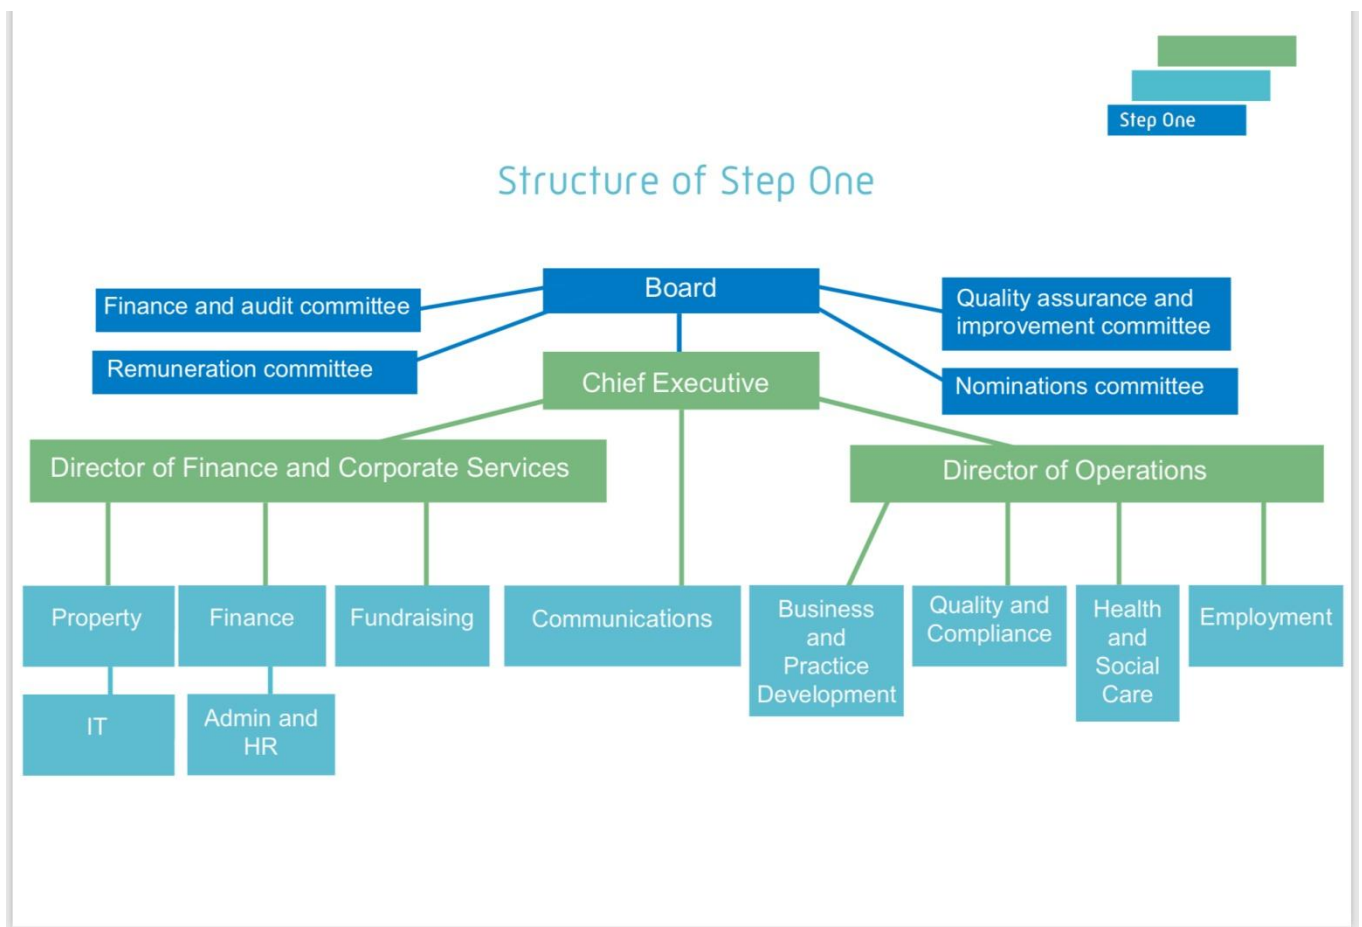 Step One
Structure of Step One
Board
Finance and audit committee
Quality assurance and
improvement committee
Remuneration committee
Chief Executive
Nominations committee
Director of Finance and Corporate Services
Director of Operations
Property
Finance
Fundraising
Communications
Business
and
Practice
Development
Quality and
Compliance
Health
and
Social
Care
Employment
IT
Admin and
HR